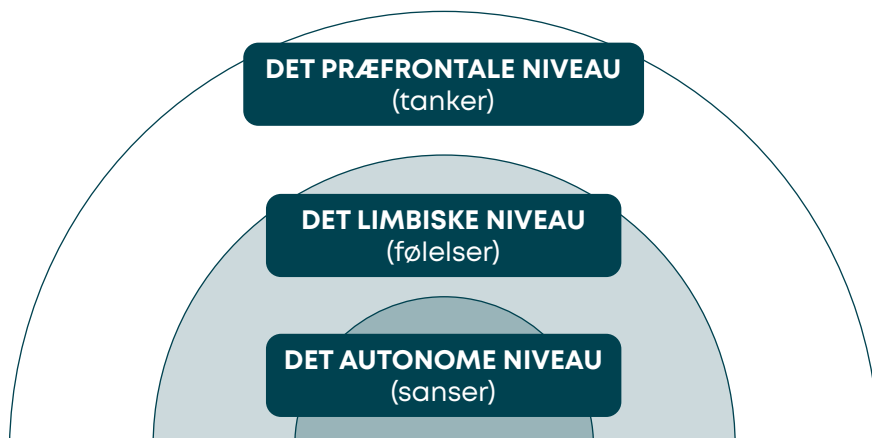 DET PRÆFRONTALE NIVEAU
(tanker)
DET LIMBISKE NIVEAU
(følelser)
DET AUTONOME NIVEAU
(sanser)